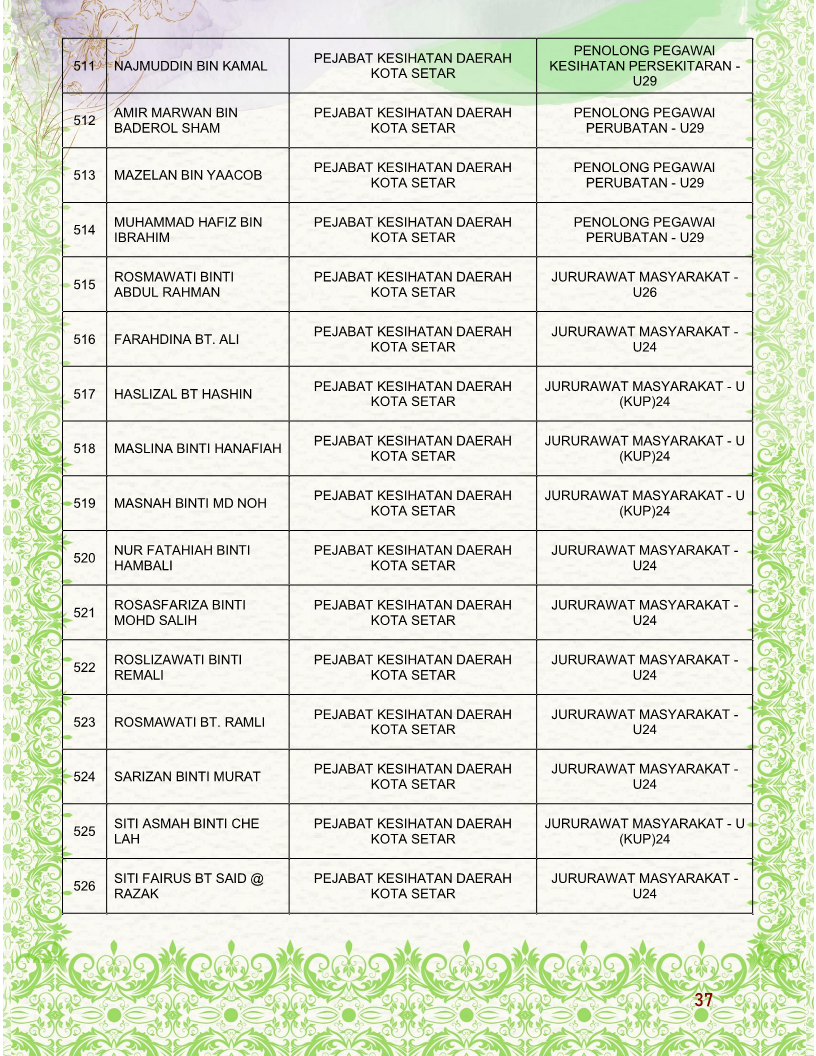 511 NAJMUDDIN BIN KAMAL PEJABAT KESIHATAN DAERAH
KOTA SETAR PENOLONG PEGAWAI
KESIHATAN PERSEKITARAN -
U29
512 AMIR MARWAN BIN
BADEROL SHAM PEJABAT KESIHATAN DAERAH
KOTA SETAR PENOLONG PEGAWAI
PERUBATAN - U29
513 MAZELAN BIN YAACOB PEJABAT KESIHATAN DAERAH
KOTA SETAR PENOLONG PEGAWAI
PERUBATAN - U29
514 MUHAMMAD HAFIZ BIN
IBRAHIM PEJABAT KESIHATAN DAERAH
KOTA SETAR PENOLONG PEGAWAI
PERUBATAN - U29
515 ROSMAWATI BINTI
ABDUL RAHMAN PEJABAT KESIHATAN DAERAH
KOTA SETAR JURURAWAT MASYARAKAT -
U26
516 FARAHDINA BT. ALI PEJABAT KESIHATAN DAERAH
KOTA SETAR JURURAWAT MASYARAKAT -
U24
517 HASLIZAL BT HASHIN PEJABAT KESIHATAN DAERAH
KOTA SETAR JURURAWAT MASYARAKAT - U
(KUP)24
518 MASLINA BINTI HANAFIAH PEJABAT KESIHATAN DAERAH
KOTA SETAR JURURAWAT MASYARAKAT - U
(KUP)24
519 MASNAH BINTI MD NOH PEJABAT KESIHATAN DAERAH
KOTA SETAR JURURAWAT MASYARAKAT - U
(KUP)24
520 NUR FATAHIAH BINTI
HAMBALI PEJABAT KESIHATAN DAERAH
KOTA SETAR JURURAWAT MASYARAKAT -
U24
521 ROSASFARIZA BINTI
MOHD SALIH PEJABAT KESIHATAN DAERAH
KOTA SETAR JURURAWAT MASYARAKAT -
U24
522 ROSLIZAWATI BINTI
REMALI PEJABAT KESIHATAN DAERAH
KOTA SETAR JURURAWAT MASYARAKAT -
U24
523 ROSMAWATI BT. RAMLI PEJABAT KESIHATAN DAERAH
KOTA SETAR JURURAWAT MASYARAKAT -
U24
524 SARIZAN BINTI MURAT PEJABAT KESIHATAN DAERAH
KOTA SETAR JURURAWAT MASYARAKAT -
U24
525 SITI ASMAH BINTI CHE
LAH PEJABAT KESIHATAN DAERAH
KOTA SETAR JURURAWAT MASYARAKAT - U
(KUP)24
526 SITI FAIRUS BT SAID @
RAZAK PEJABAT KESIHATAN DAERAH
KOTA SETAR JURURAWAT MASYARAKAT -
U24
37